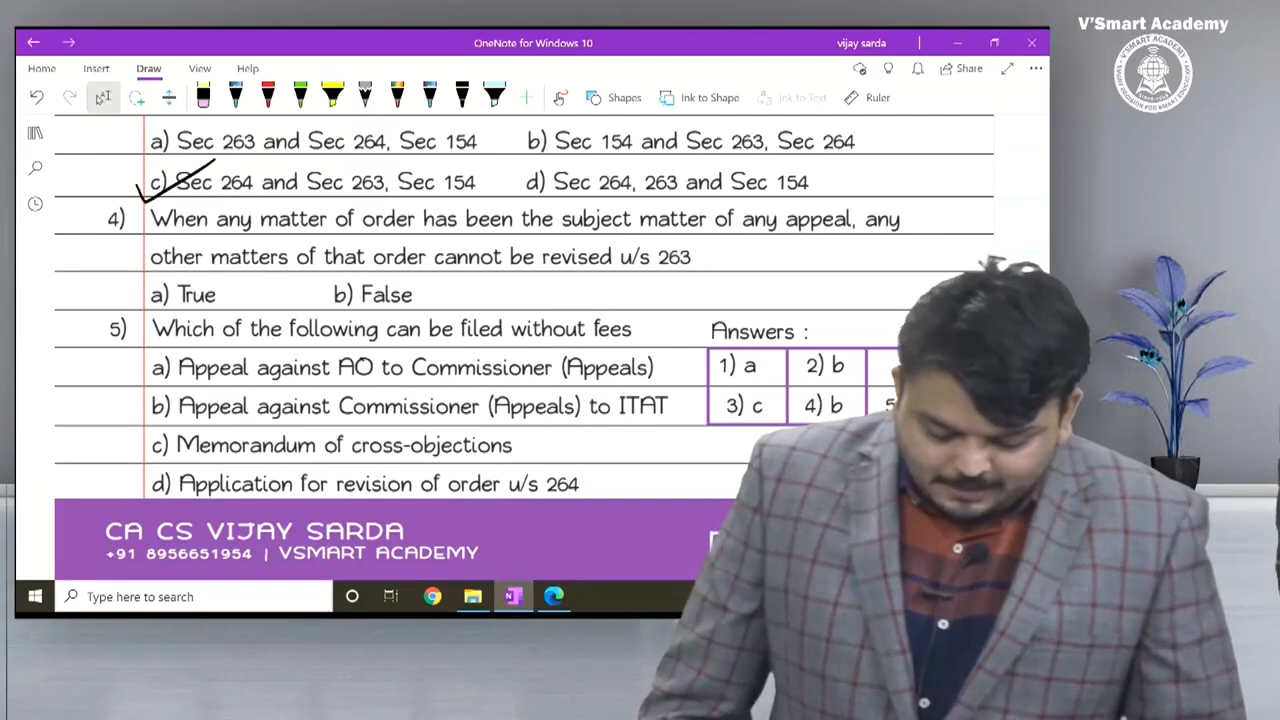 V'Smart Academy
OneNote for Windows 10
vijay sarda
Home Insert Draw View Help
Share
Shapes Ink to Shape Ink to Text Ruler
a) Sec 263 and Sec 264, Sec 154 b) Sec 154 and Sec 263, Sec 264
c) Sec 264 and Sec 263, Sec 154 d) Sec 264, 263 and Sec 154
4) When any matter of order has been the subject matter of any appeal, any
other matters of that order cannot be revised u/s 263
a) True b) False
5) Which of the following can be filed without fees
Answers :
a) Appeal against AO to Commissioner (Appeals)
1) a 2) b
b) Appeal against Commissioner (Appeals) to ITAT
3) c 4) b 5
c) Memorandum of cross-objections
d) Application for revision of order u/s 264
CA CS VIJAY SARDA
+91 8956651954 | VSMART ACADEMY
Type here to search